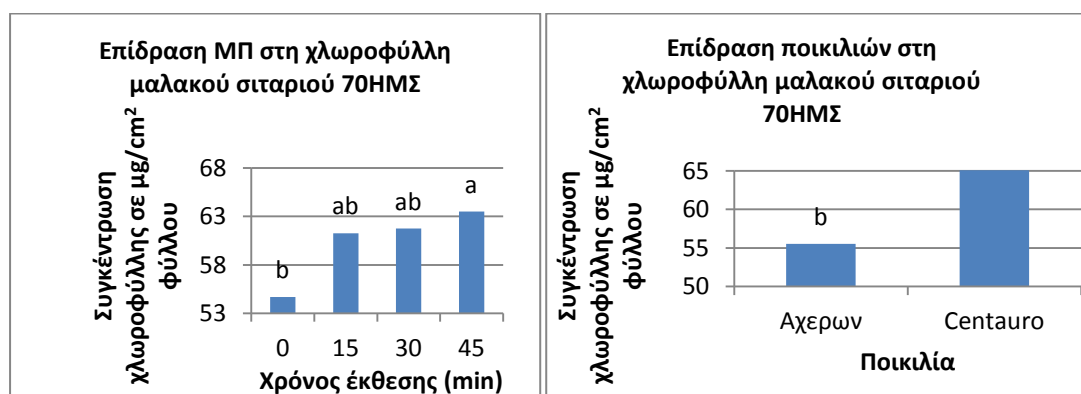 Επίδραση ΜΠ στη χλωροφύλλη
μαλακού σιταριού 70ΗΜΣ
Συγκέντρωση
χλωροφύλλης σε μg/cm²
φύλλου
68
63
58
53
b
ab
ab
a
0 15 30 45
Χρόνος έκθεσης (min)
Επίδραση ποικιλιών στη
χλωροφύλλη μαλακού σιταριού
70ΗΜΣ
Συγκέντρωση
χλωροφύλλης σε μg/cm²
φύλλου
65
60
55
50
b
Αχερων Centauro
Ποικιλία